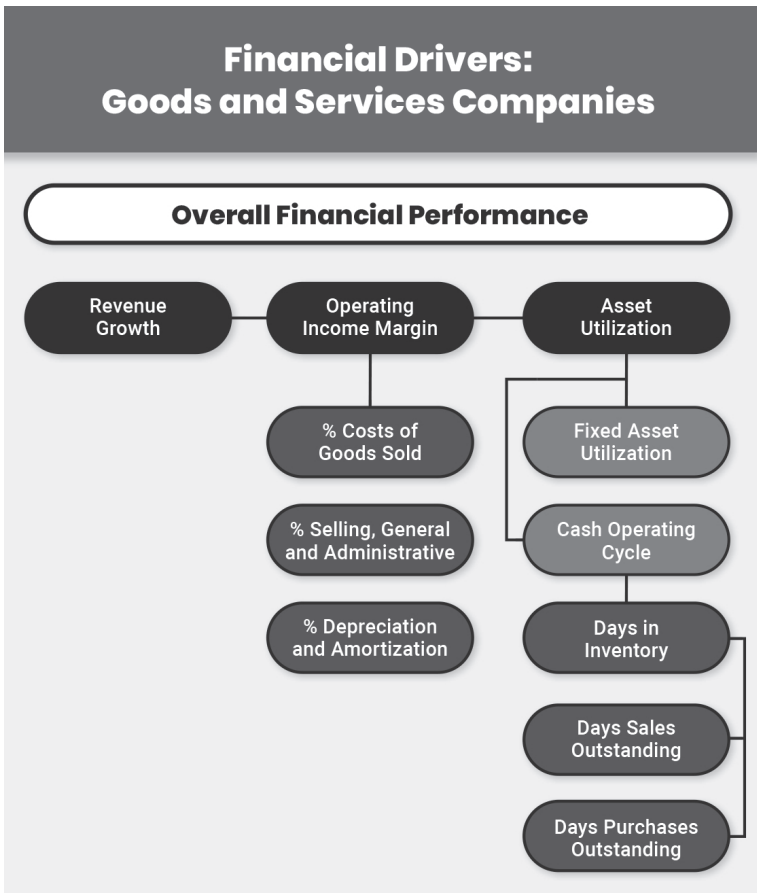 Financial Drivers:
Goods and Services Companies
Overall Financial Performance
Revenue
Growth
Operating
Income Margin
Asset
Utilization
% Costs of
Goods Sold
Fixed Asset
Utilization
% Selling, General
and Administrative
Cash Operating
Cycle
% Depreciation
and Amortization
Days in
Inventory
Days Sales
Outstanding
Days Purchases
Outstanding